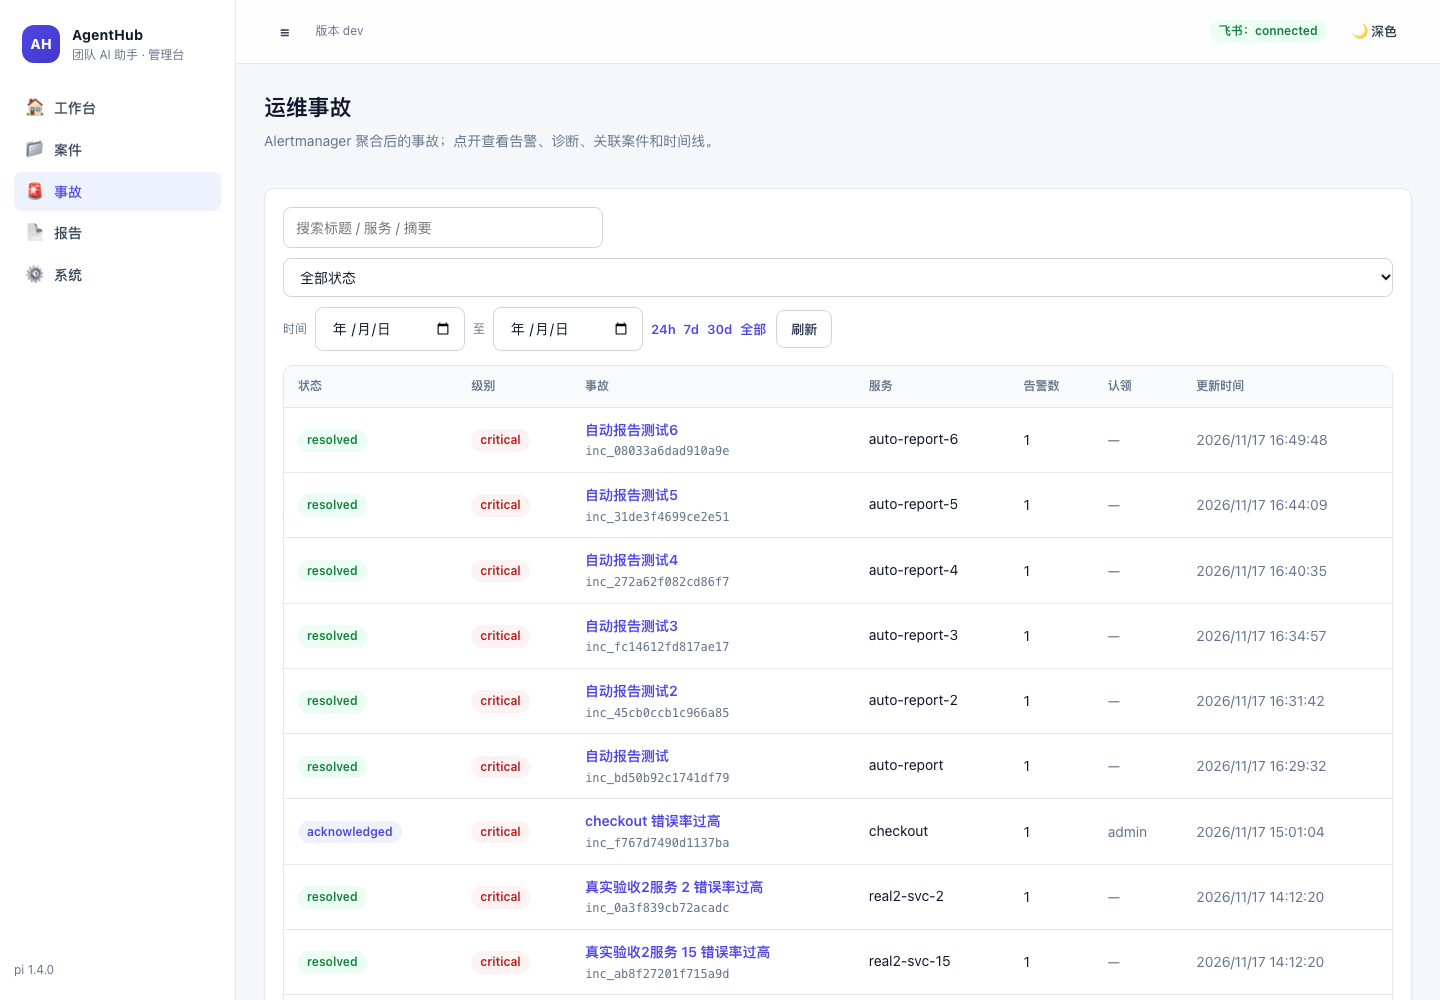 AH
AgentHub
团队 AI 助手 · 管理台
工作台
案件
事故
报告
系统
pi 1.4.0
≡ 版本 dev
飞书：connected
深色
运维事故
Alertmanager 聚合后的事故；点开查看告警、诊断、关联案件和时间线。
搜索标题 / 服务 / 摘要
全部状态
时间 年 /月/日 至 年 /月/日 24h 7d 30d 全部 刷新
状态 级别 事故 服务 告警数 认领 更新时间
resolved critical 自动报告测试6 auto-report-6 1 — 2026/11/17 16:49:48
inc_08033a6dad910a9e
resolved critical 自动报告测试5 auto-report-5 1 — 2026/11/17 16:44:09
inc_31de3f4699ce2e51
resolved critical 自动报告测试4 auto-report-4 1 — 2026/11/17 16:40:35
inc_272a62f082cd86f7
resolved critical 自动报告测试3 auto-report-3 1 — 2026/11/17 16:34:57
inc_fc14612fd817ae17
resolved critical 自动报告测试2 auto-report-2 1 — 2026/11/17 16:31:42
inc_45cb0ccb1c966a85
resolved critical 自动报告测试 auto-report 1 — 2026/11/17 16:29:32
inc_bd50b92c1741df79
acknowledged critical checkout 错误率过高 checkout 1 admin 2026/11/17 15:01:04
inc_f767d7490d1137ba
resolved critical 真实验收2服务 2 错误率过高 real2-svc-2 1 — 2026/11/17 14:12:20
inc_0a3f839cb72acadc
resolved critical 真实验收2服务 15 错误率过高 real2-svc-15 1 — 2026/11/17 14:12:20
inc_ab8f27201f715a9d